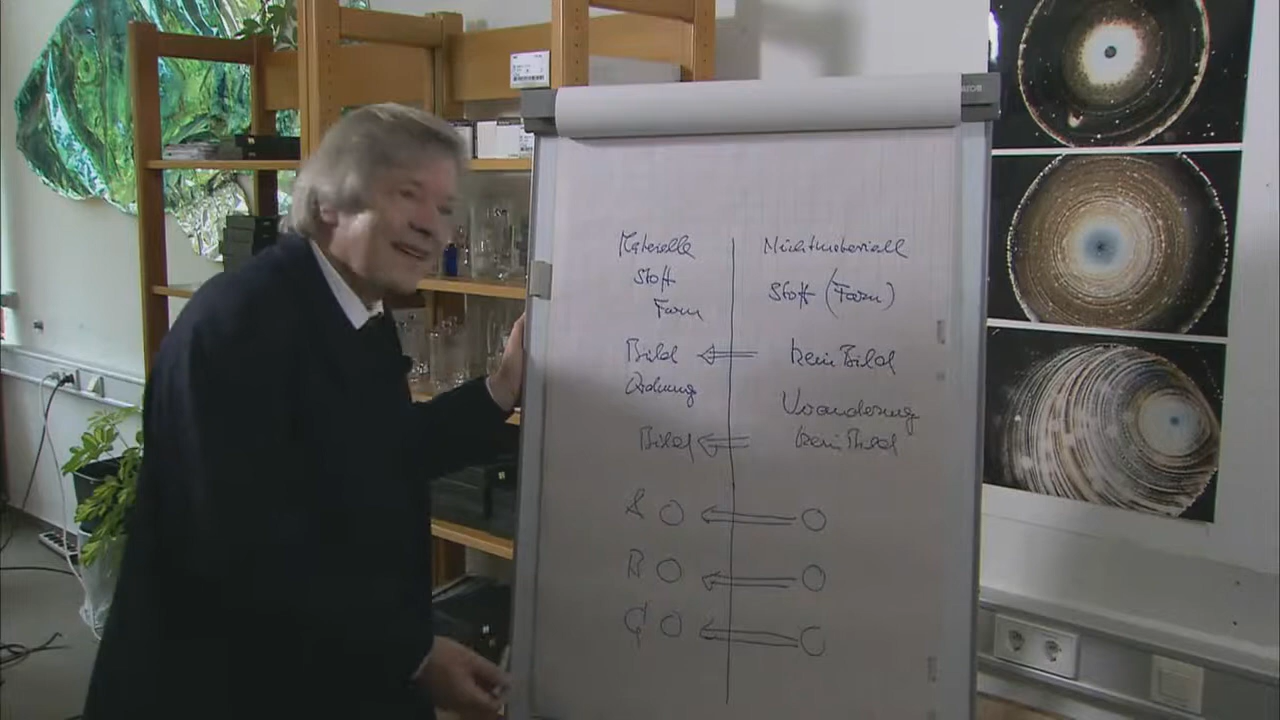 Materielle
Stoff
Form
Bild
Ordnung
Bild
A
B
C
Nichtmateriell
Stoff (Form)
kein Bild
Veränderung
kein Bild